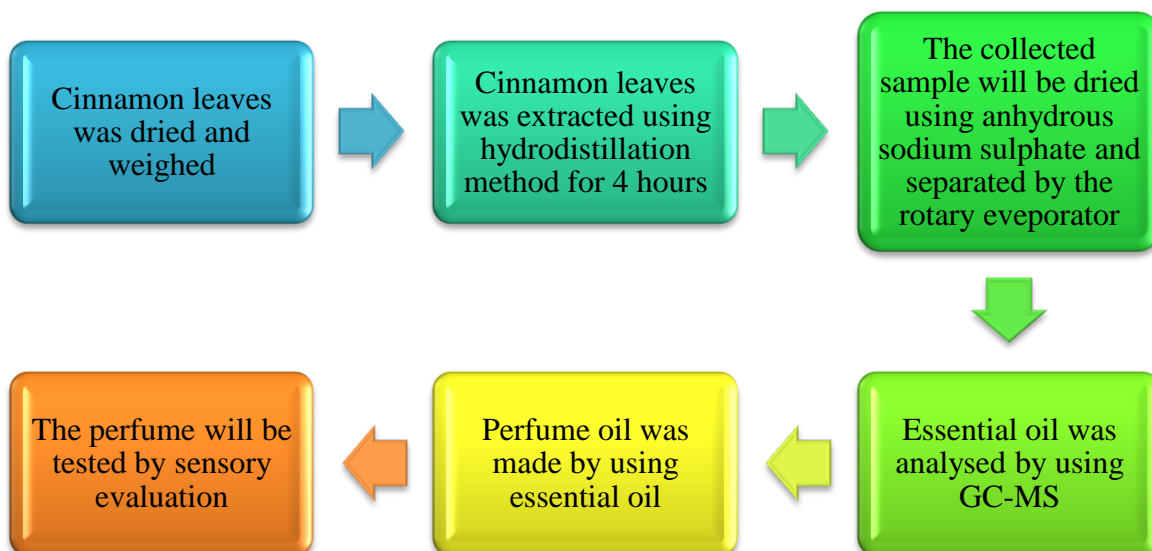 Cinnamon leaves
was dried and
weighed
Cinnamon leaves
was extracted using
hydrodistillation
method for 4 hours
The collected
sample will be dried
using anhydrous
sodium sulphate and
separated by the
rotary eveporator
Essential oil was
analysed by using
GC-MS
Perfume oil was
made by using
essential oil
The perfume will be
tested by sensory
evaluation